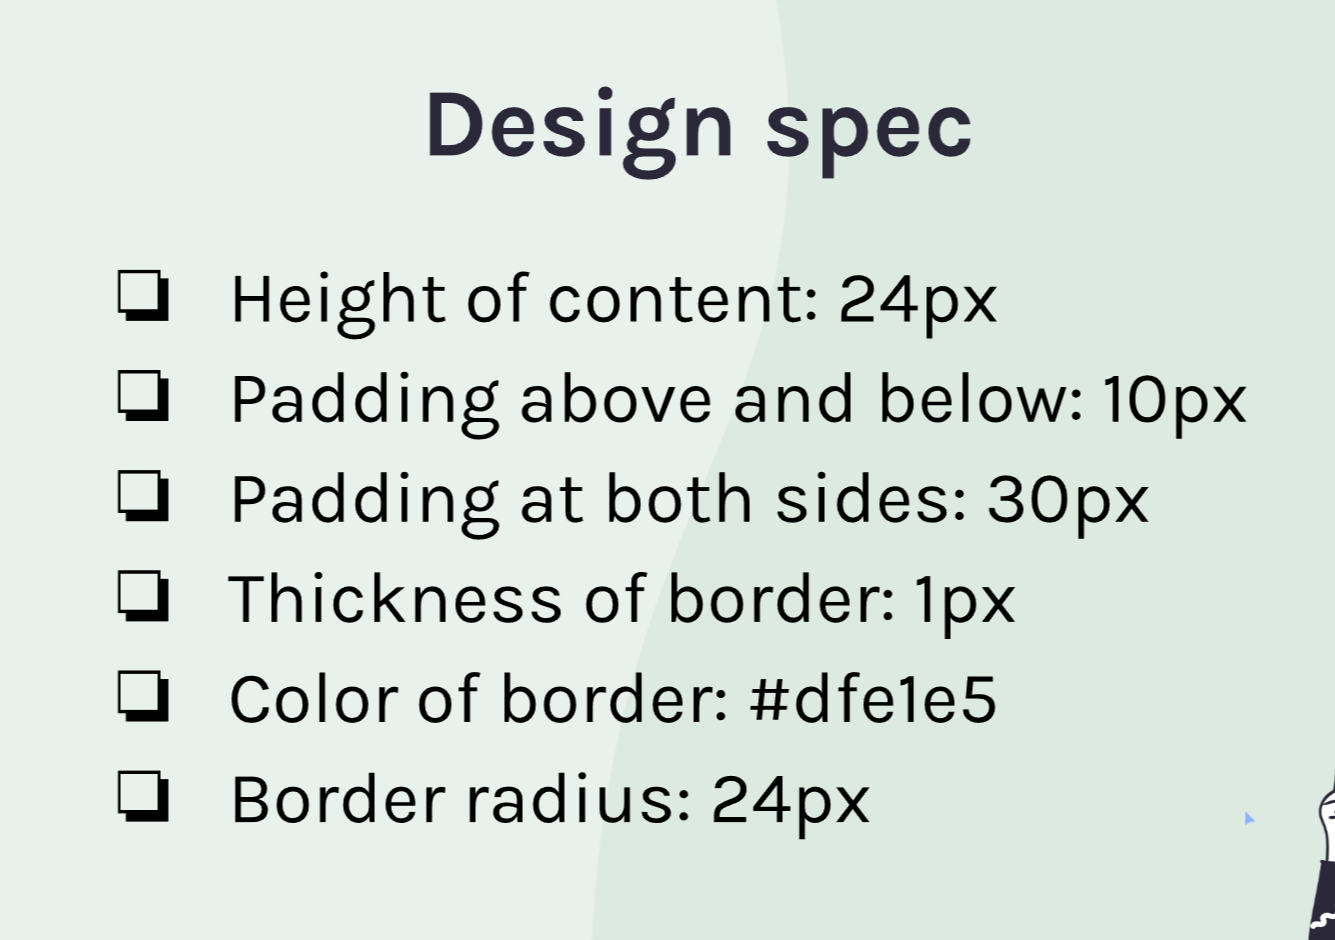 Design spec
Height of content: 24px
Padding above and below: 10px
Padding at both sides: 30px
Thickness of border: 1px
Color of border: #dfe1e5
Border radius: 24px